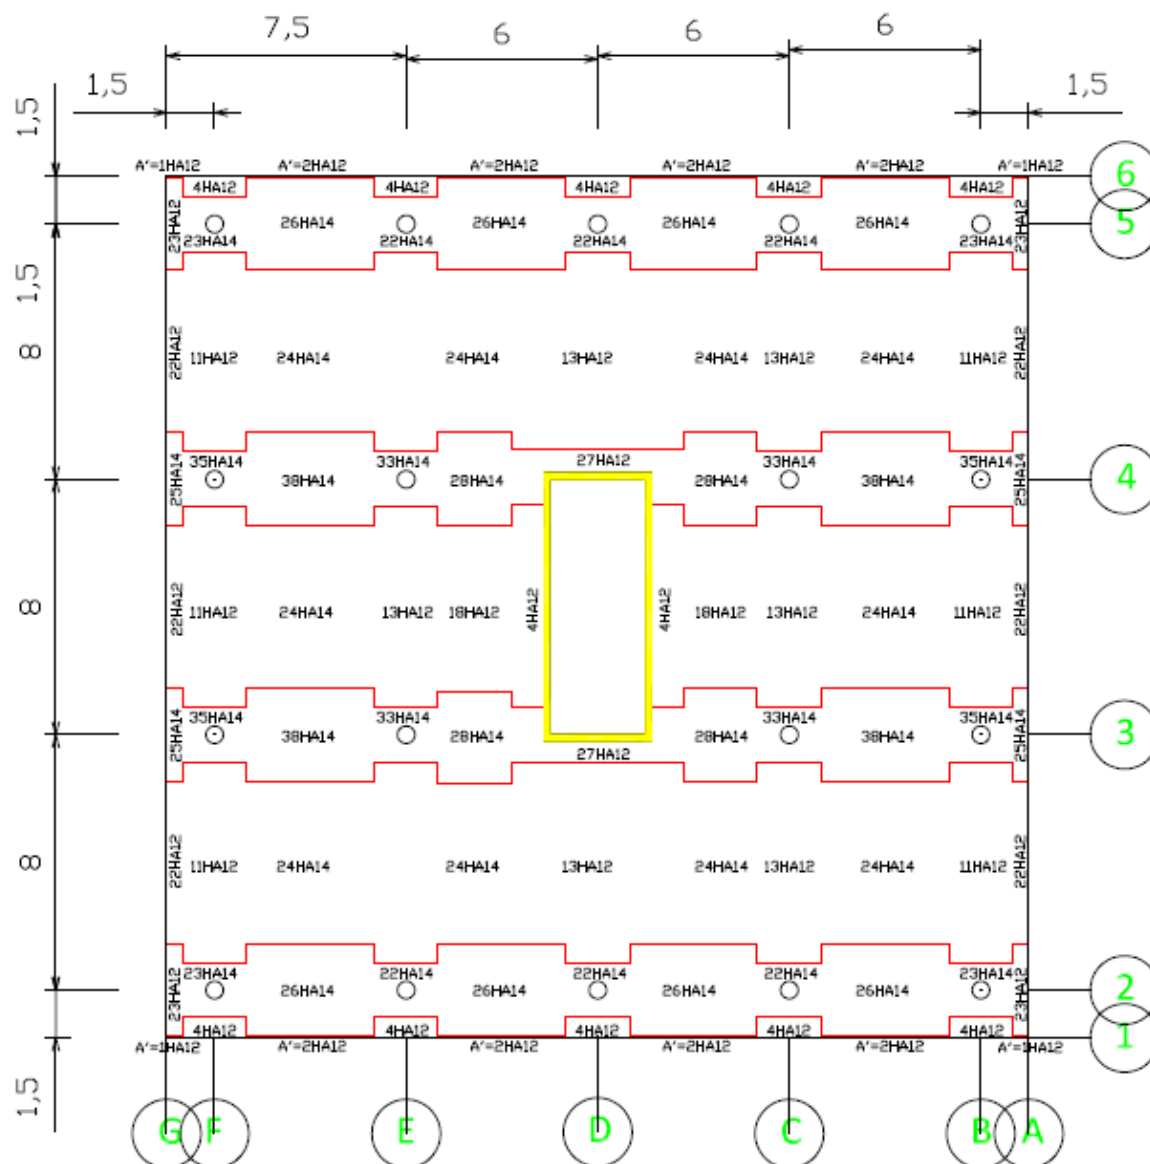 7,5 6 6 6
1,5 1,5
1,5
A'=1HA12 A'=2HA12 A'=2HA12 A'=2HA12 A'=2HA12 A'=1HA12
6
4HA12 4HA12 4HA12 4HA12 4HA12
23HA12 26HA14 26HA14 26HA14 26HA14 23HA12
5
23HA14 22HA14 22HA14 22HA14 23HA14
1,5
8
22HA12 11HA12 24HA14 24HA14 13HA12 24HA14 13HA12 24HA14 11HA12 22HA12
35HA14 33HA14 27HA12 33HA14 35HA14
25HA14 38HA14 28HA14 28HA14 38HA14 25HA14
4
8
22HA12 11HA12 24HA14 13HA12 18HA12 4HA12 4HA12 18HA12 13HA12 24HA14 11HA12 22HA12
35HA14 33HA14 33HA14 35HA14
25HA14 38HA14 28HA14 28HA14 38HA14 25HA14
3
27HA12
8
22HA12 11HA12 24HA14 24HA14 13HA12 24HA14 13HA12 24HA14 11HA12 22HA12
23HA14 22HA14 22HA14 22HA14 23HA14
23HA12 26HA14 26HA14 26HA14 26HA14 23HA12
2
4HA12 4HA12 4HA12 4HA12 4HA12
1
A'=1HA12 A'=2HA12 A'=2HA12 A'=2HA12 A'=2HA12 A'=1HA12
1,5
G F E D C B A